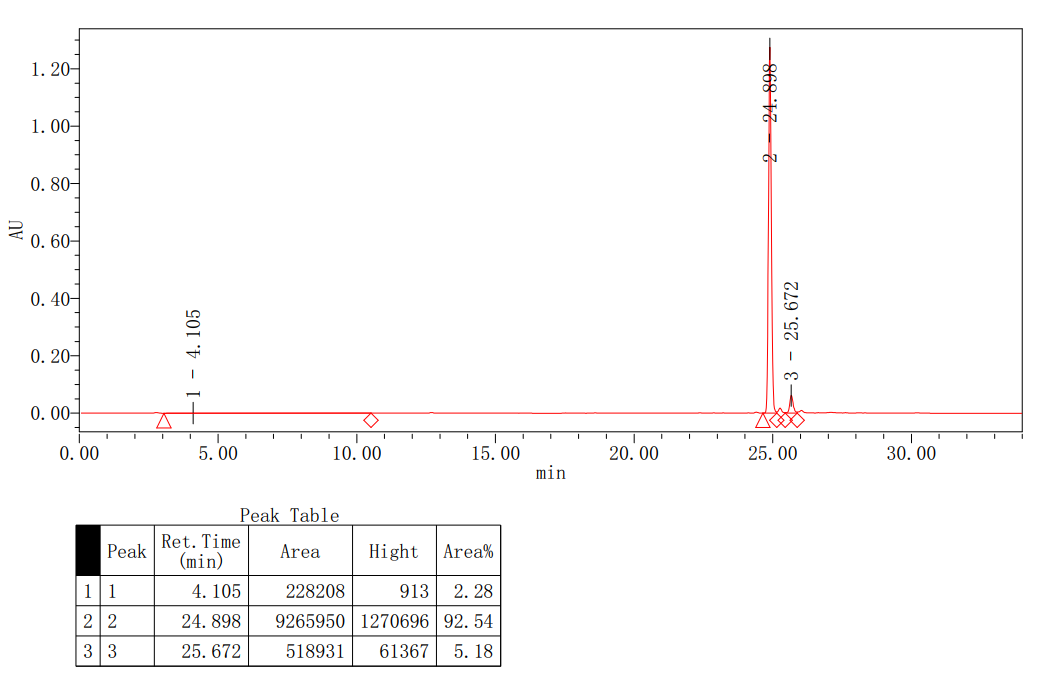 1.20
1.00
0.80
0.60
0.40
0.20
0.00
AU
1 - 4.105
2 - 24.898
3 - 25.672
0.00 5.00 10.00 15.00 20.00 25.00 30.00
min
Peak Table
Peak Ret.Time (min) Area Hight Area%
1 1 4.105 228208 913 2.28
2 2 24.898 9265950 1270696 92.54
3 3 25.672 518931 61367 5.18